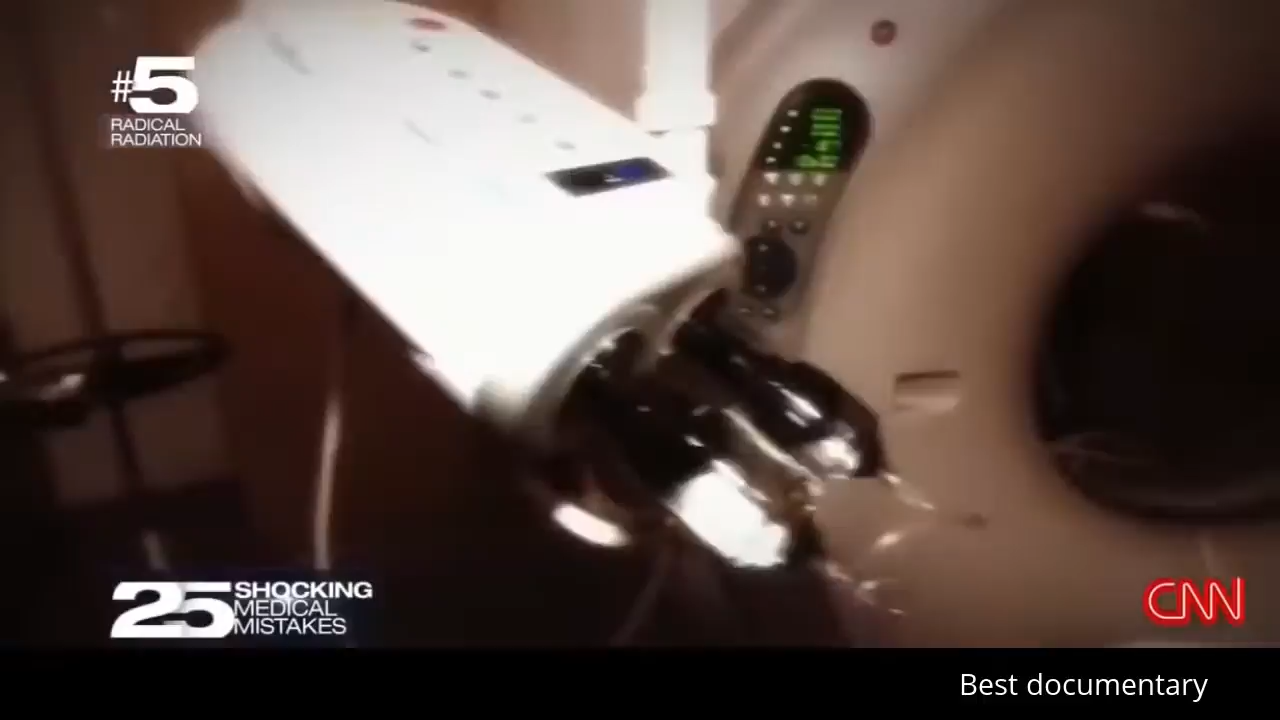 #5
RADICAL
RADIATION
25 SHOCKING
MEDICAL
MISTAKES
CNN
Best documentary